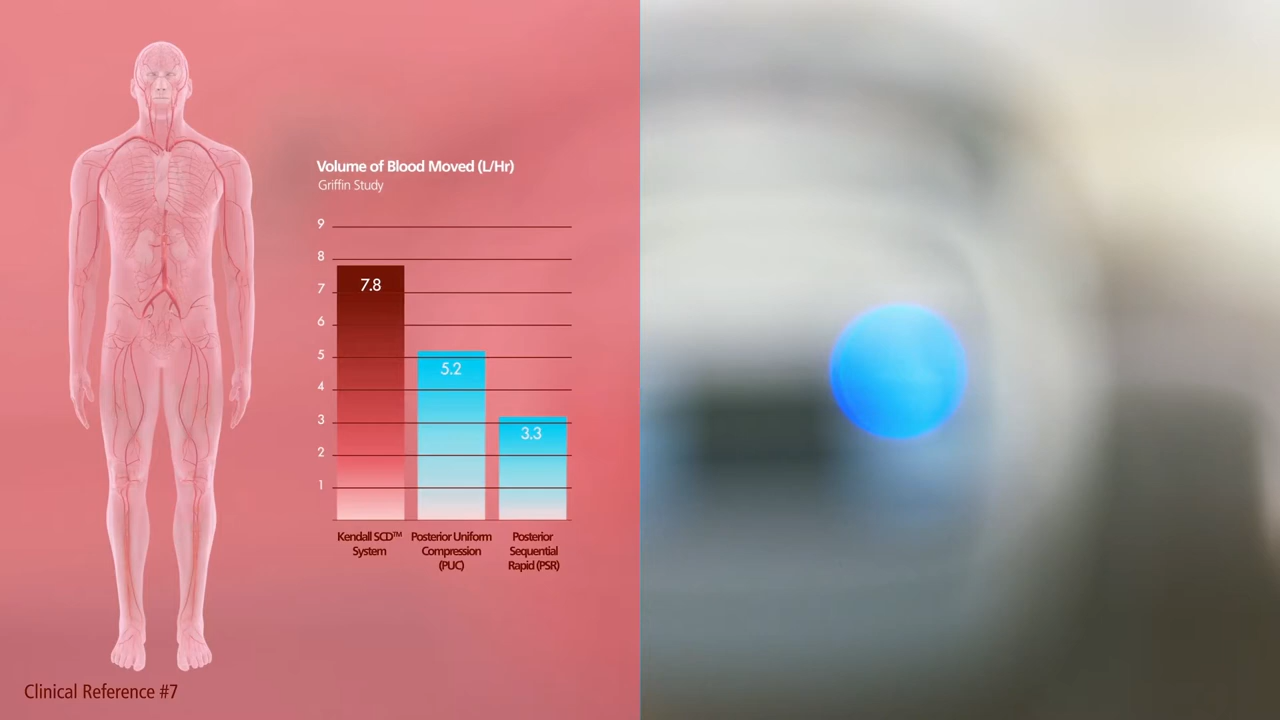 Volume of Blood Moved (L/Hr)
Griffin Study
9
8
7
6
5
4
3
2
1
7.8
5.2
3.3
Kendall SCD™
System
Posterior Uniform
Compression
(PUC)
Posterior
Sequential
Rapid (PSR)
Clinical Reference #7